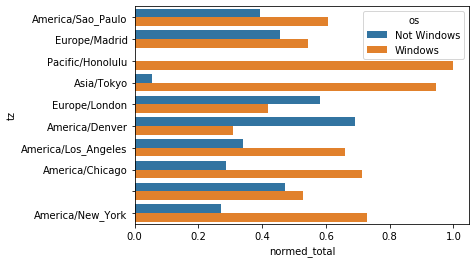 America/Sao_Paulo
Europe/Madrid
Pacific/Honolulu
Asia/Tokyo
Europe/London
America/Denver
America/Los_Angeles
America/Chicago
America/New_York
tz
os
Not Windows
Windows
0.0 0.2 0.4 0.6 0.8 1.0
normed_total